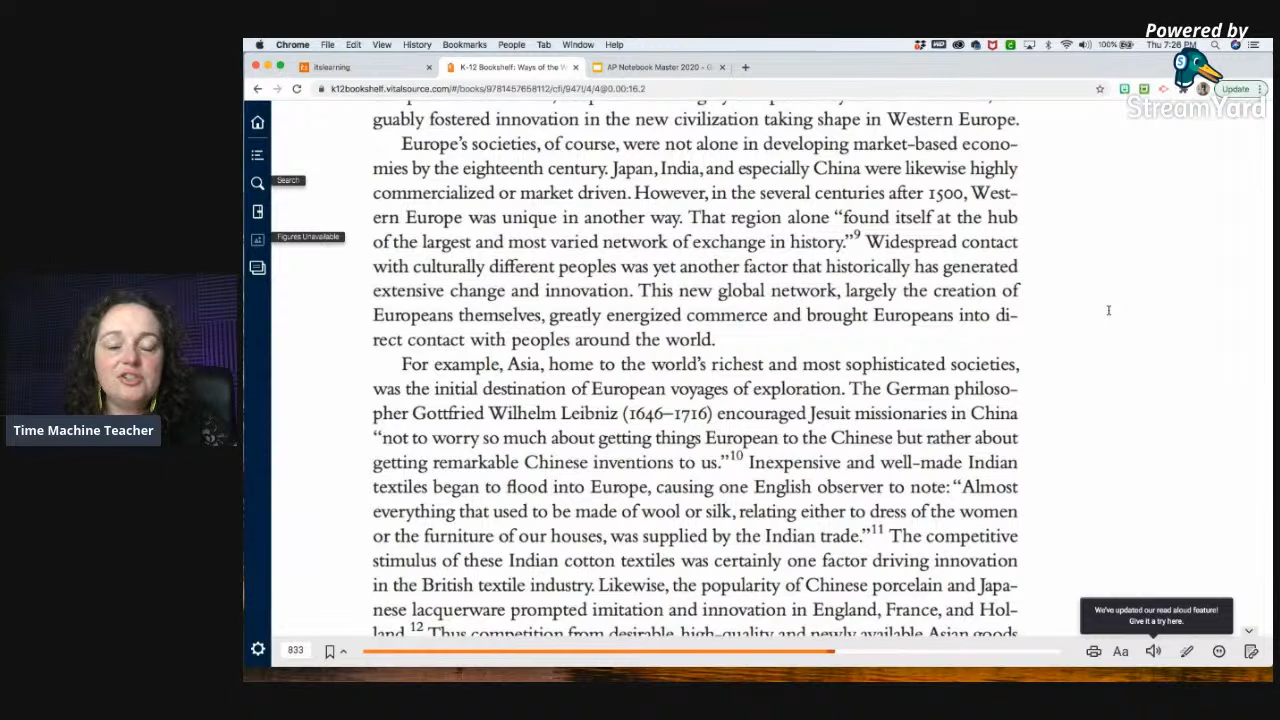 Powered by
StreamYard
Chrome File Edit View History Bookmarks People Tab Window Help
100% Thu 7:26 PM
itslearning
K-12 Bookshelf: Ways of the W
AP Notebook Master 2020 - G
k12bookshelf.vitalsource.com/#/books/9781457658112/cfi/947!/4/4@0.00:16.2
Update
guably fostered innovation in the new civilization taking shape in Western Europe.
Europe's societies, of course, were not alone in developing market-based econo-
mies by the eighteenth century. Japan, India, and especially China were likewise highly
commercialized or market driven. However, in the several centuries after 1500, West-
ern Europe was unique in another way. That region alone “found itself at the hub
of the largest and most varied network of exchange in history.”9 Widespread contact
with culturally different peoples was yet another factor that historically has generated
extensive change and innovation. This new global network, largely the creation of
Europeans themselves, greatly energized commerce and brought Europeans into di-
rect contact with peoples around the world.
For example, Asia, home to the world's richest and most sophisticated societies,
was the initial destination of European voyages of exploration. The German philoso-
pher Gottfried Wilhelm Leibniz (1646–1716) encouraged Jesuit missionaries in China
“not to worry so much about getting things European to the Chinese but rather about
getting remarkable Chinese inventions to us.”10 Inexpensive and well-made Indian
textiles began to flood into Europe, causing one English observer to note: “Almost
everything that used to be made of wool or silk, relating either to dress of the women
or the furniture of our houses, was supplied by the Indian trade.”11 The competitive
stimulus of these Indian cotton textiles was certainly one factor driving innovation
in the British textile industry. Likewise, the popularity of Chinese porcelain and Japa-
nese lacquerware prompted imitation and innovation in England, France, and Hol-
land.12 Thus competition from desirable, high-quality and newly available Asian goods
Search
Figures Unavailable
Time Machine Teacher
We've updated our read aloud feature!
Give it a try here.
833
Aa